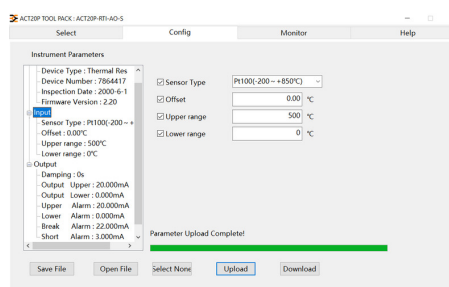 ACT20P TOOL PACK : ACT20P-RTI-AO-S
Select Config Monitor Help
Instrument Parameters
Device Type : Thermal Res
Device Number : 7864417
Inspection Date : 2000-6-1
Firmware Version : 2.20
Input
Sensor Type : Pt100(-200 ~ +
Offset : 0.00℃
Upper range : 500℃
Lower range : 0℃
Output
Damping : 0s
Output Upper : 20.000mA
Output Lower : 0.000mA
Upper Alarm : 20.000mA
Lower Alarm : 0.000mA
Break Alarm : 22.000mA
Short Alarm : 3.000mA
Sensor Type Pt100(-200 ~ +850℃)
Offset 0.00 ℃
Upper range 500 ℃
Lower range 0 ℃
Parameter Upload Complete!
Save File Open File Select None Upload Download